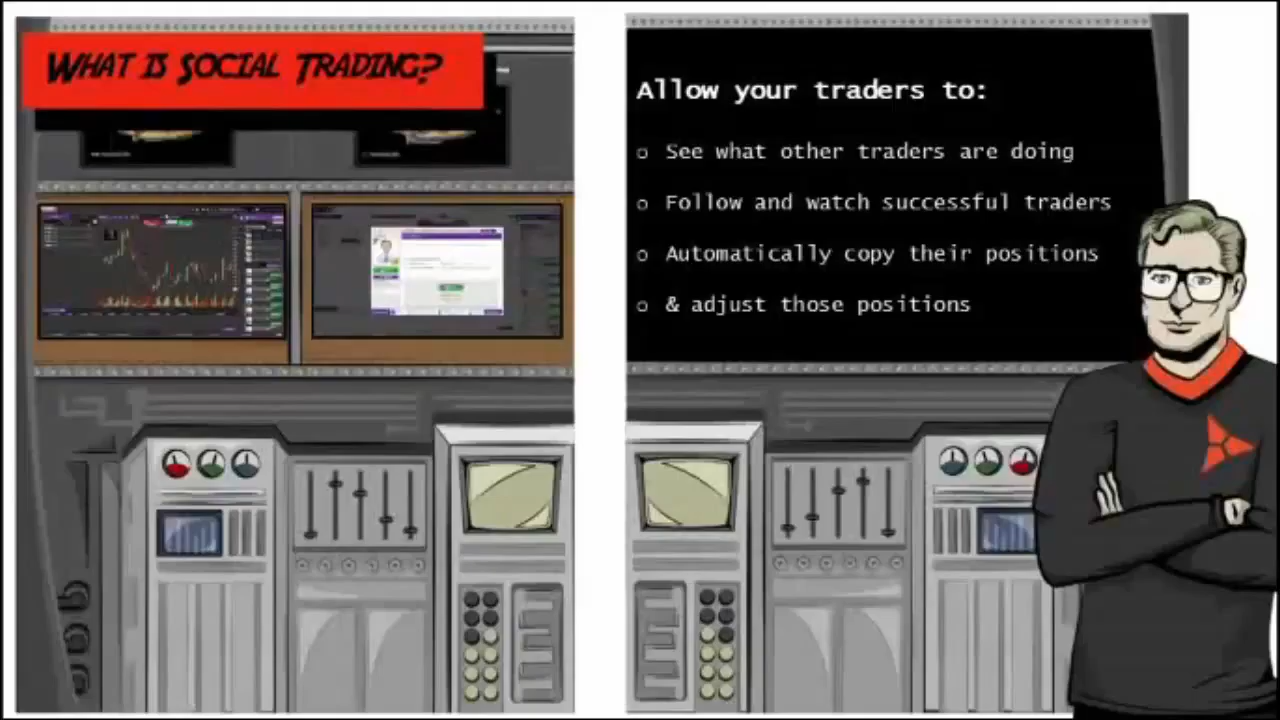 What is Social Trading?
Allow your traders to:
See what other traders are doing
Follow and watch successful traders
Automatically copy their positions
& adjust those positions